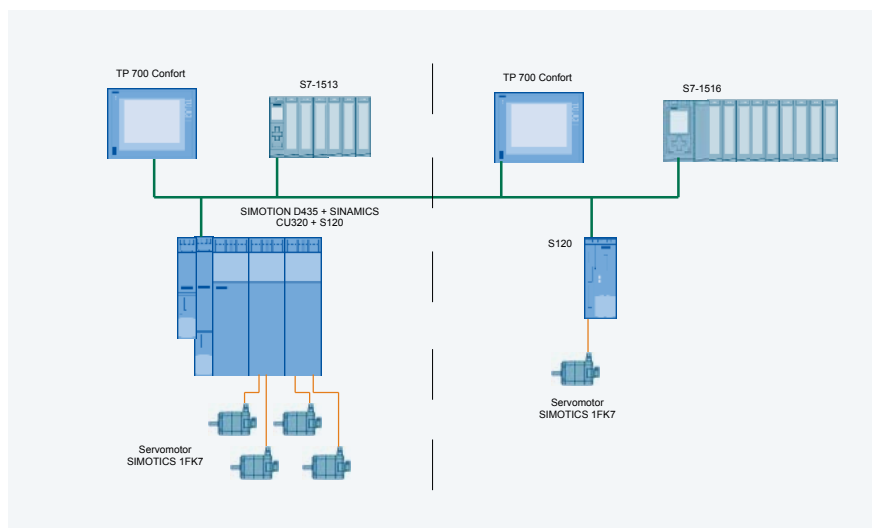 TP 700 Confort
S7-1513
TP 700 Confort
S7-1516
SIMOTION D435 + SINAMICS
CU320 + S120
S120
Servomotor
SIMOTICS 1FK7
Servomotor
SIMOTICS 1FK7